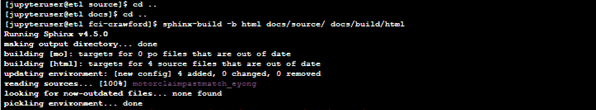 [jupyteruser@etl source]$ cd ..
[jupyteruser@etl docs]$ cd ..
[jupyteruser@etl fci-crawford]$ sphinx-build -b html docs/source/ docs/build/html
Running Sphinx v4.5.0
making output directory... done
building [mo]: targets for 0 po files that are out of date
building [html]: targets for 4 source files that are out of date
updating environment: [new config] 4 added, 0 changed, 0 removed
reading sources... [100%] motorclaimpastmatch_eyong
looking for now-outdated files... none found
pickling environment... done